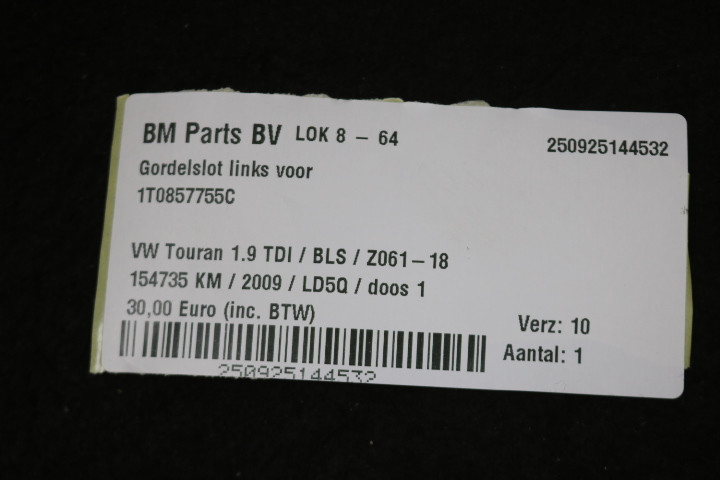 BM Parts BV LOK 8 - 64 250925144532
Gordelslot links voor
1T0857755C
VW Touran 1.9 TDI / BLS / Z061-18
154735 KM / 2009 / LD5Q / doos 1
30,00 Euro (inc. BTW)
Verz: 10
Aantal: 1
250925144532